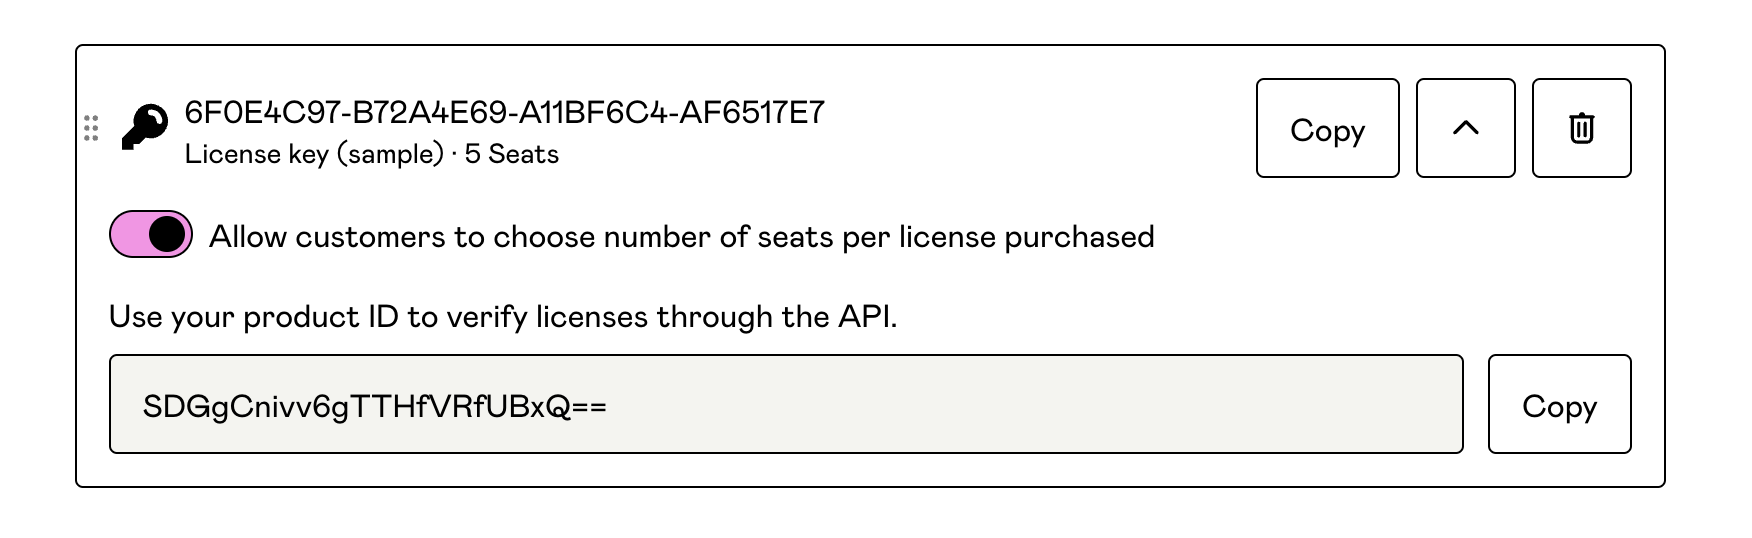 6F0E4C97-B72A4E69-A11BF6C4-AF6517E7
License key (sample) · 5 Seats
Copy
Allow customers to choose number of seats per license purchased
Use your product ID to verify licenses through the API.
SDGgCnivv6gTTHfVRfUBxQ==
Copy